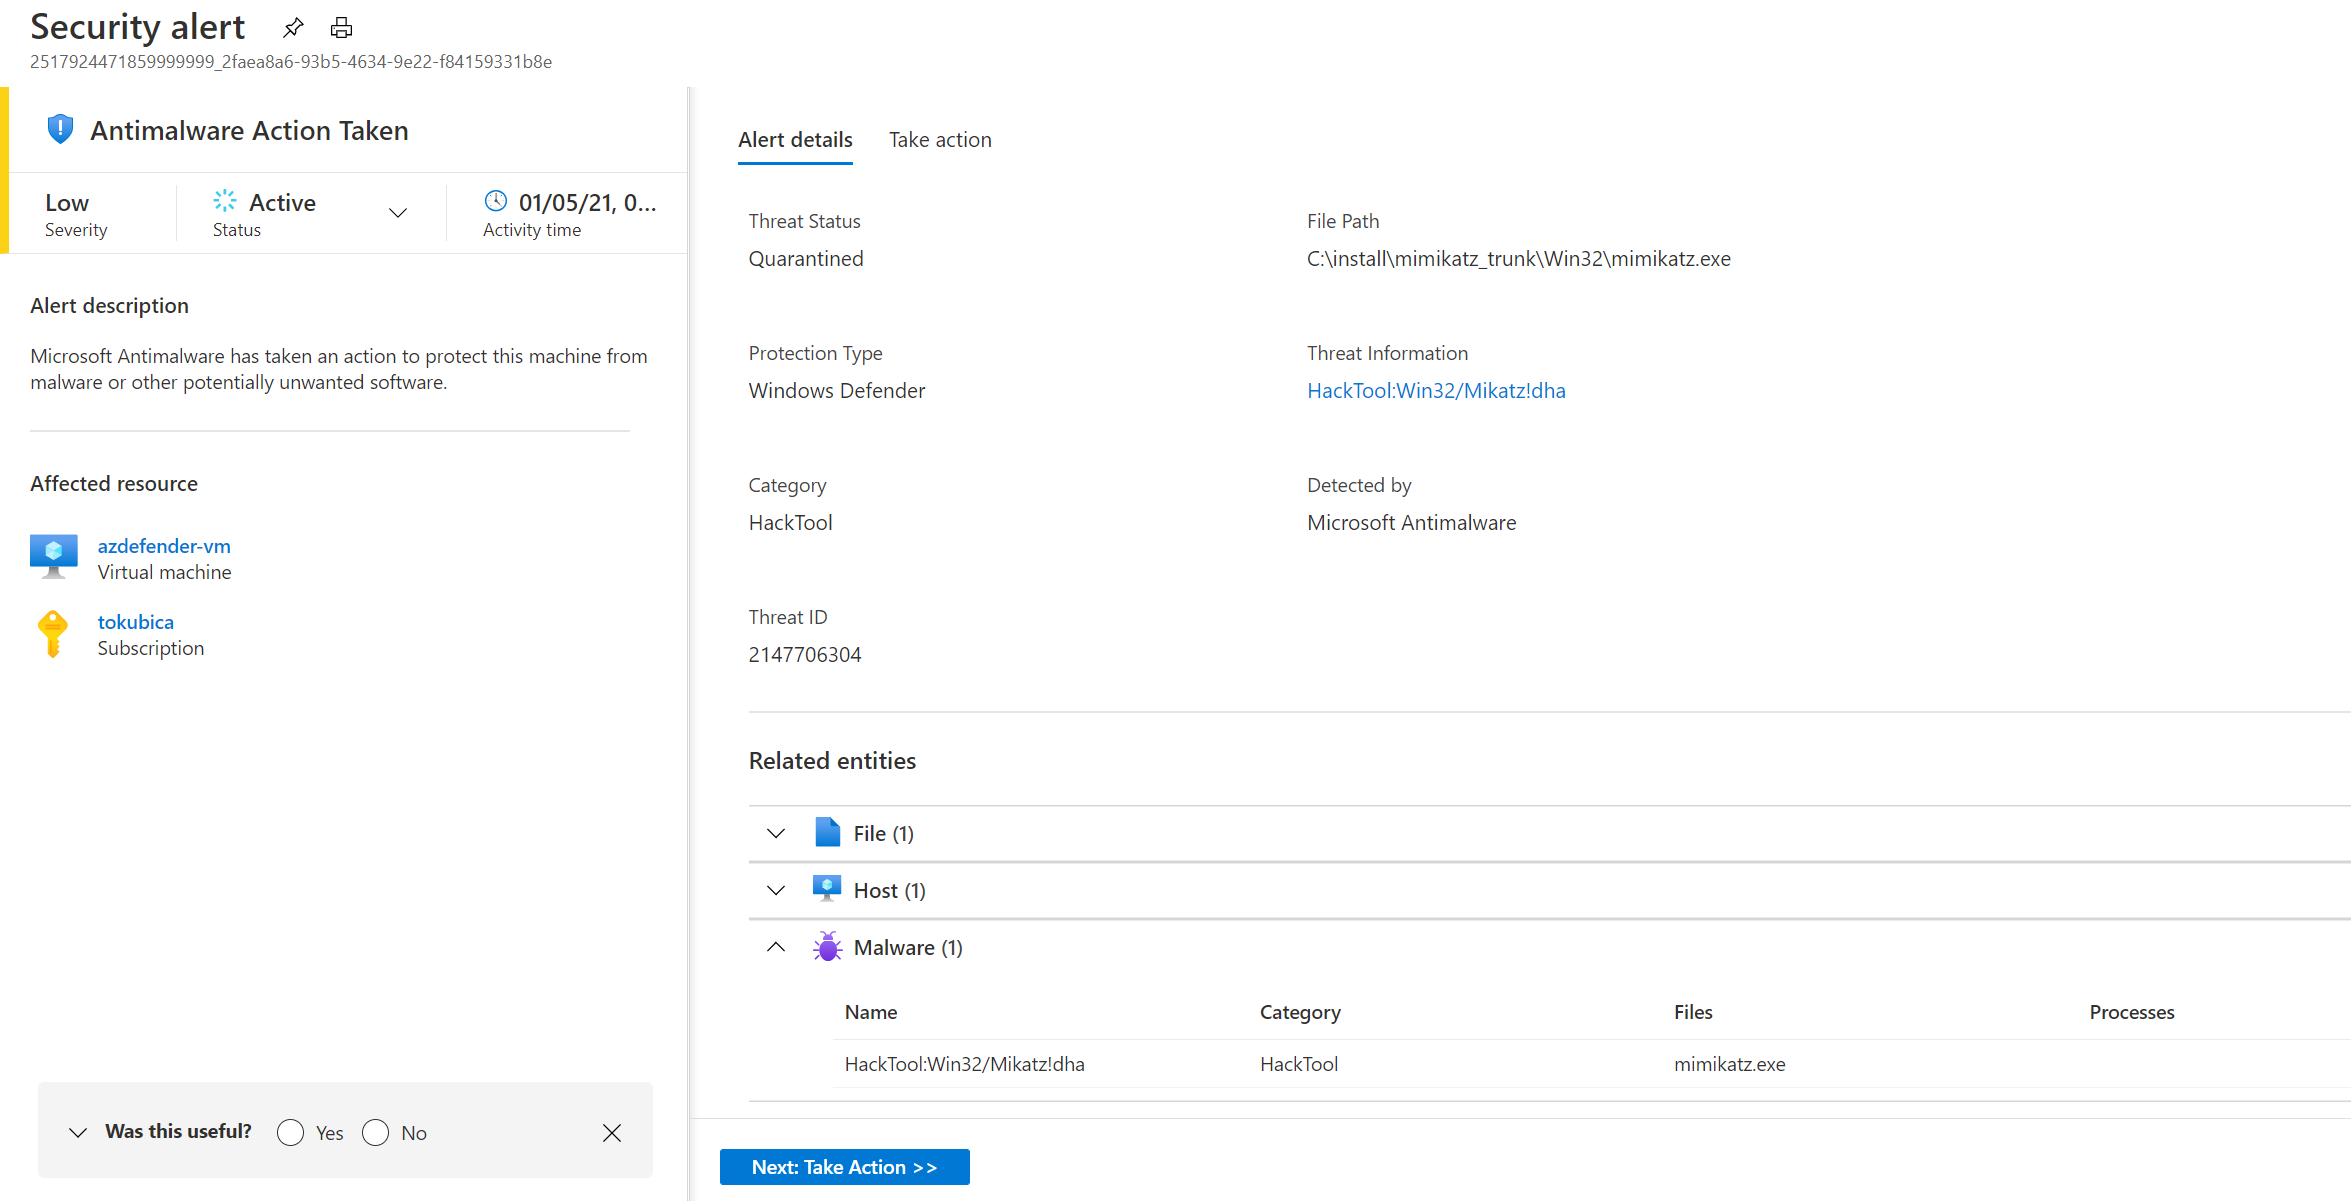 Security alert
2517924471859999999_2faea8a6-93b5-4634-9e22-f84159331b8e
Antimalware Action Taken
Low
Severity
Active
Status
01/05/21, 0...
Activity time
Alert description
Microsoft Antimalware has taken an action to protect this machine from
malware or other potentially unwanted software.
Affected resource
azdefender-vm
Virtual machine
tokubica
Subscription
Was this useful? Yes No
Alert details Take action
Threat Status
Quarantined
File Path
C:\install\mimikatz_trunk\Win32\mimikatz.exe
Protection Type
Windows Defender
Threat Information
HackTool:Win32/Mikatz!dha
Category
HackTool
Detected by
Microsoft Antimalware
Threat ID
2147706304
Related entities
File (1)
Host (1)
Malware (1)
Name Category Files Processes
HackTool:Win32/Mikatz!dha HackTool mimikatz.exe
Next: Take Action >>